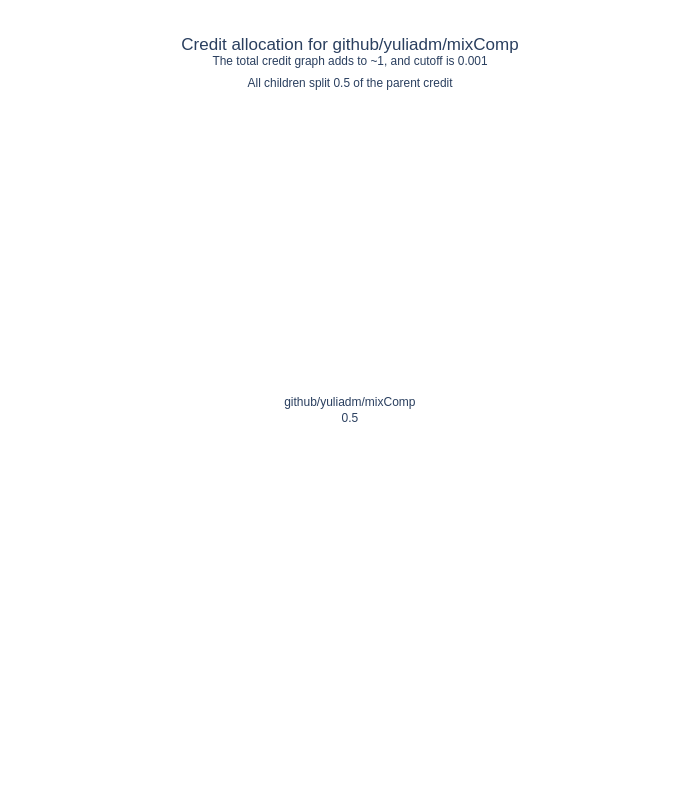 Credit allocation for github/yuliadm/mixComp
The total credit graph adds to ~1, and cutoff is 0.001
All children split 0.5 of the parent credit
github/yuliadm/mixComp
0.5